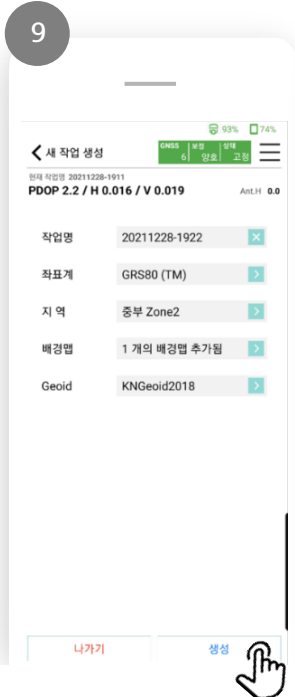 9
93% 74%
새 작업 생성
GNSS 보정 상태
6 양호 고정
현재 작업명 20211228-1911
PDOP 2.2 / H 0.016 / V 0.019 Ant.H 0.0
작업명 20211228-1922
좌표계 GRS80 (TM)
지 역 중부 Zone2
배경맵 1 개의 배경맵 추가됨
Geoid KNGeoid2018
나가기 생성